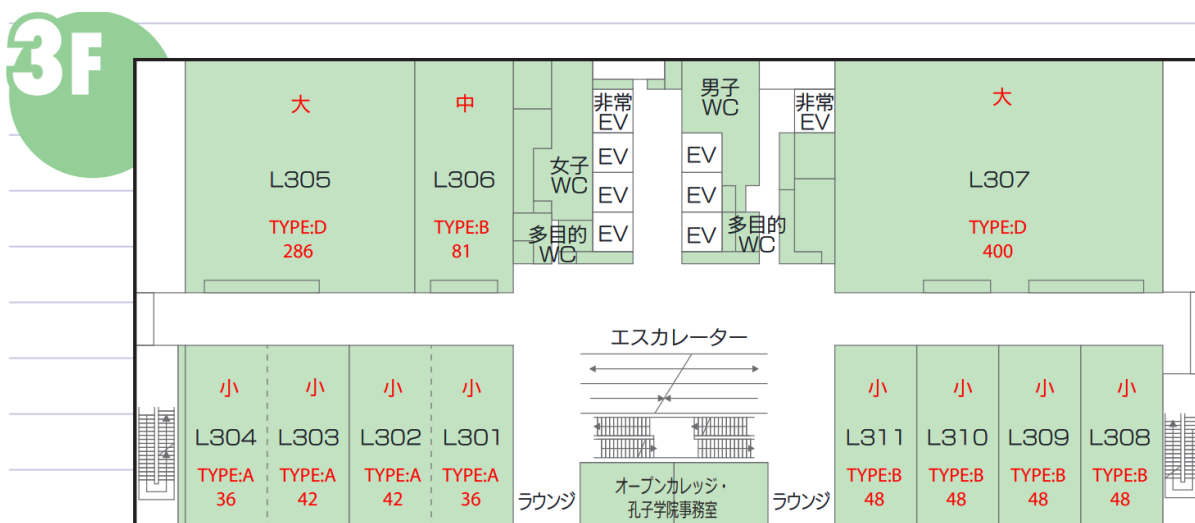 3F
大
L305
TYPE:D
286
中
L306
TYPE:B
81
女子
WC
多目的
WC
非常
EV
EV
EV
EV
男子
WC
EV
EV
EV
多目的
WC
非常
EV
大
L307
TYPE:D
400
エスカレーター
小
L304
TYPE:A
36
小
L303
TYPE:A
42
小
L302
TYPE:A
42
小
L301
TYPE:A
36
ラウンジ
オープンカレッジ・
孔子学院事務室
ラウンジ
小
L311
TYPE:B
48
小
L310
TYPE:B
48
小
L309
TYPE:B
48
小
L308
TYPE:B
48